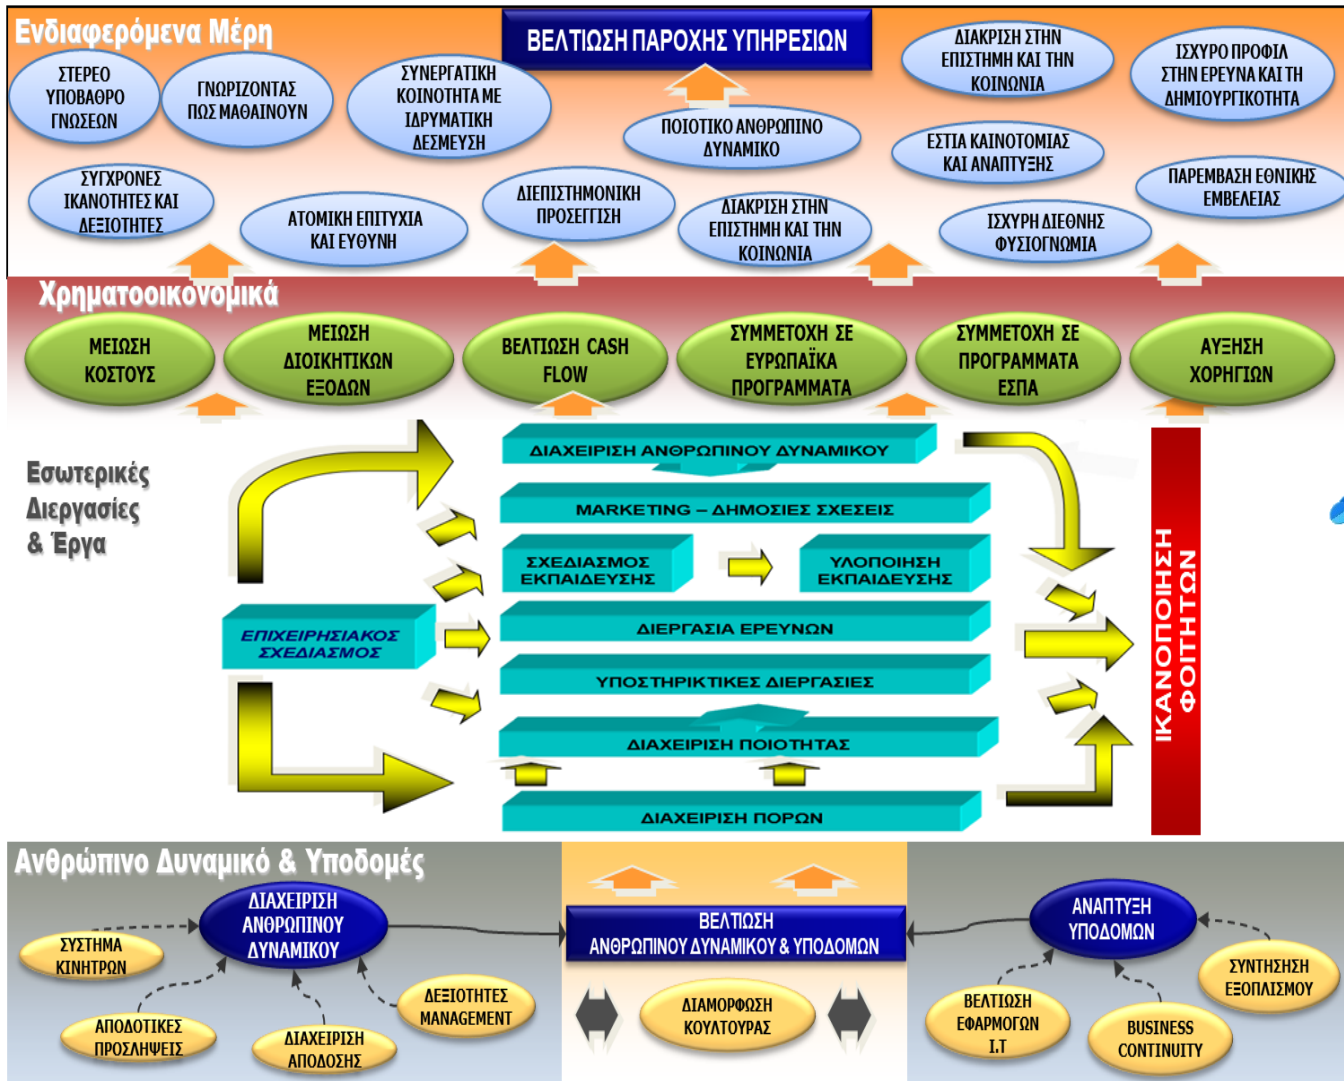 Ενδιαφερόμενα Μέρη
ΒΕΛΤΙΩΣΗ ΠΑΡΟΧΗΣ ΥΠΗΡΕΣΙΩΝ
ΣΤΕΡΕΟ
ΥΠΟΒΑΘΡΟ
ΓΝΩΣΕΩΝ
ΓΝΩΡΙΖΟΝΤΑΣ
ΠΩΣ ΜΑΘΑΙΝΟΥΝ
ΣΥΝΕΡΓΑΤΙΚΗ
ΚΟΙΝΟΤΗΤΑ ΜΕ
ΙΔΡΥΜΑΤΙΚΗ
ΔΕΣΜΕΥΣΗ
ΠΟΙΟΤΙΚΟ ΑΝΘΡΩΠΙΝΟ
ΔΥΝΑΜΙΚΟ
ΔΙΑΚΡΙΣΗ ΣΤΗΝ
ΕΠΙΣΤΗΜΗ ΚΑΙ ΤΗΝ
ΚΟΙΝΩΝΙΑ
ΙΣΧΥΡΟ ΠΡΟΦΙΛ
ΣΤΗΝ ΕΡΕΥΝΑ ΚΑΙ ΤΗ
ΔΗΜΙΟΥΡΓΙΚΟΤΗΤΑ
ΕΣΤΙΑ ΚΑΙΝΟΤΟΜΙΑΣ
ΚΑΙ ΑΝΑΠΤΥΞΗΣ
ΣΥΓΧΡΟΝΕΣ
ΙΚΑΝΟΤΗΤΕΣ ΚΑΙ
ΔΕΞΙΟΤΗΤΕΣ
ΑΤΟΜΙΚΗ ΕΠΙΤΥΧΙΑ
ΚΑΙ ΕΥΘΥΝΗ
ΔΙΕΠΙΣΤΗΜΟΝΙΚΗ
ΠΡΟΣΕΓΓΙΣΗ
ΔΙΑΚΡΙΣΗ ΣΤΗΝ
ΕΠΙΣΤΗΜΗ ΚΑΙ ΤΗΝ
ΚΟΙΝΩΝΙΑ
ΙΣΧΥΡΗ ΔΙΕΘΝΗΣ
ΦΥΣΙΟΓΝΩΜΙΑ
ΠΑΡΕΜΒΑΣΗ ΕΘΝΙΚΗΣ
ΕΜΒΕΛΕΙΑΣ
Χρηματοοικονομικά
ΜΕΙΩΣΗ
ΚΟΣΤΟΥΣ
ΜΕΙΩΣΗ
ΔΙΟΙΚΗΤΙΚΩΝ
ΕΞΟΔΩΝ
ΒΕΛΤΙΩΣΗ CASH
FLOW
ΣΥΜΜΕΤΟΧΗ ΣΕ
ΕΥΡΩΠΑΪΚΑ
ΠΡΟΓΡΑΜΜΑΤΑ
ΣΥΜΜΕΤΟΧΗ ΣΕ
ΠΡΟΓΡΑΜΜΑΤΑ
ΕΣΠΑ
ΑΥΞΗΣΗ
ΧΟΡΗΓΙΩΝ
Εσωτερικές
Διεργασίες
& Έργα
ΔΙΑΧΕΙΡΙΣΗ ΑΝΘΡΩΠΙΝΟΥ ΔΥΝΑΜΙΚΟΥ
MARKETING – ΔΗΜΟΣΙΕΣ ΣΧΕΣΕΙΣ
ΣΧΕΔΙΑΣΜΟΣ
ΕΚΠΑΙΔΕΥΣΗΣ
ΥΛΟΠΟΙΗΣΗ
ΕΚΠΑΙΔΕΥΣΗΣ
ΕΠΙΧΕΙΡΗΣΙΑΚΟΣ
ΣΧΕΔΙΑΣΜΟΣ
ΔΙΕΡΓΑΣΙΑ ΕΡΕΥΝΩΝ
ΥΠΟΣΤΗΡΙΚΤΙΚΕΣ ΔΙΕΡΓΑΣΙΕΣ
ΔΙΑΧΕΙΡΙΣΗ ΠΟΙΟΤΗΤΑΣ
ΔΙΑΧΕΙΡΙΣΗ ΠΟΡΩΝ
ΙΚΑΝΟΠΟΙΗΣΗ
ΦΟΙΤΗΤΩΝ
Ανθρώπινο Δυναμικό & Υποδομές
ΔΙΑΧΕΙΡΙΣΗ
ΑΝΘΡΩΠΙΝΟΥ
ΔΥΝΑΜΙΚΟΥ
ΣΥΣΤΗΜΑ
ΚΙΝΗΤΡΩΝ
ΑΠΟΔΟΤΙΚΕΣ
ΠΡΟΣΛΗΨΕΙΣ
ΔΙΑΧΕΙΡΙΣΗ
ΑΠΟΔΟΣΗΣ
ΔΕΞΙΟΤΗΤΕΣ
MANAGEMENT
ΒΕΛΤΙΩΣΗ
ΑΝΘΡΩΠΙΝΟΥ ΔΥΝΑΜΙΚΟΥ & ΥΠΟΔΟΜΩΝ
ΔΙΑΜΟΡΦΩΣΗ
ΚΟΥΛΤΟΥΡΑΣ
ΑΝΑΠΤΥΞΗ
ΥΠΟΔΟΜΩΝ
ΒΕΛΤΙΩΣΗ
ΕΦΑΡΜΟΓΩΝ
Ι.Τ
BUSINESS
CONTINUITY
ΣΥΝΤΗΣΗΣΗ
ΕΞΟΠΛΙΣΜΟΥ